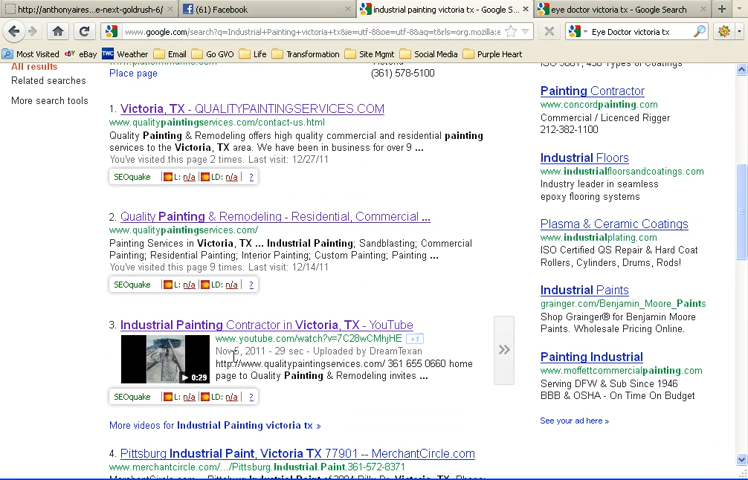 http://anthonyaires...e-next-goldrush-6/
(61) Facebook
industrial painting victoria tx - Google S...
eye doctor victoria tx - Google Search
www.google.com/search?q=Industrial+Painting+victoria+tx&ie=utf-8&oe=utf-8&aq=t&rls=org.mozilla:e
Eye Doctor victoria tx
Most Visited
eBay
Weather
Email
Go GVO
Life
Transformation
Site Mgmt
Social Media
Purple Heart
All results
Related searches
More search tools
Place page
(361) 578-5100
1. Victoria, TX - QUALITYPAINTINGSERVICES.COM
www.qualitypaintingservices.com/contact-us.html
Quality Painting & Remodeling offers high quality commercial and residential painting
services to the Victoria, TX area. We have been in business for over 9 ...
You've visited this page 2 times. Last visit: 12/27/11
SEOquake L: n/a LD: n/a ?
2. Quality Painting & Remodeling - Residential, Commercial ...
www.qualitypaintingservices.com/
Painting Services in Victoria, TX ... Industrial Painting; Sandblasting; Commercial
Painting; Residential Painting; Interior Painting; Custom Painting; Painting ...
You've visited this page 9 times. Last visit: 12/14/11
SEOquake L: n/a LD: n/a ?
3. Industrial Painting Contractor in Victoria, TX - YouTube
www.youtube.com/watch?v=7C28wCMhjHE +1
Nov 5, 2011 - 29 sec - Uploaded by DreamTexan
http://www.qualitypaintingservices.com/ 361 655 0660 home
page to Quality Painting & Remodeling invites ...
0:29
SEOquake L: n/a LD: n/a ?
More videos for Industrial Painting victoria tx »
4. Pittsburg Industrial Paint, Victoria TX 77901 -- MerchantCircle.com
www.merchantcircle.com/.../Pittsburg.Industrial.Paint.361-572-8371
Painting Contractor
www.concordpainting.com
Commercial / Licenced Rigger
212-382-1100
Industrial Floors
www.industrialfloorsandcoatings.com
Industry leader in seamless
epoxy flooring systems
Plasma & Ceramic Coatings
www.industrialplating.com
ISO Certified QS Repair & Hard Coat
Rollers, Cylinders, Drums, Rods!
Industrial Paints
grainger.com/Benjamin_Moore_Paints
Shop Grainger® for Benjamin Moore
Paints. Wholesale Pricing Online.
Painting Industrial
www.moffettcommercialpainting.com
Serving DFW & Sub Since 1946
BBB & OSHA - On Time On Budget
See your ad here »